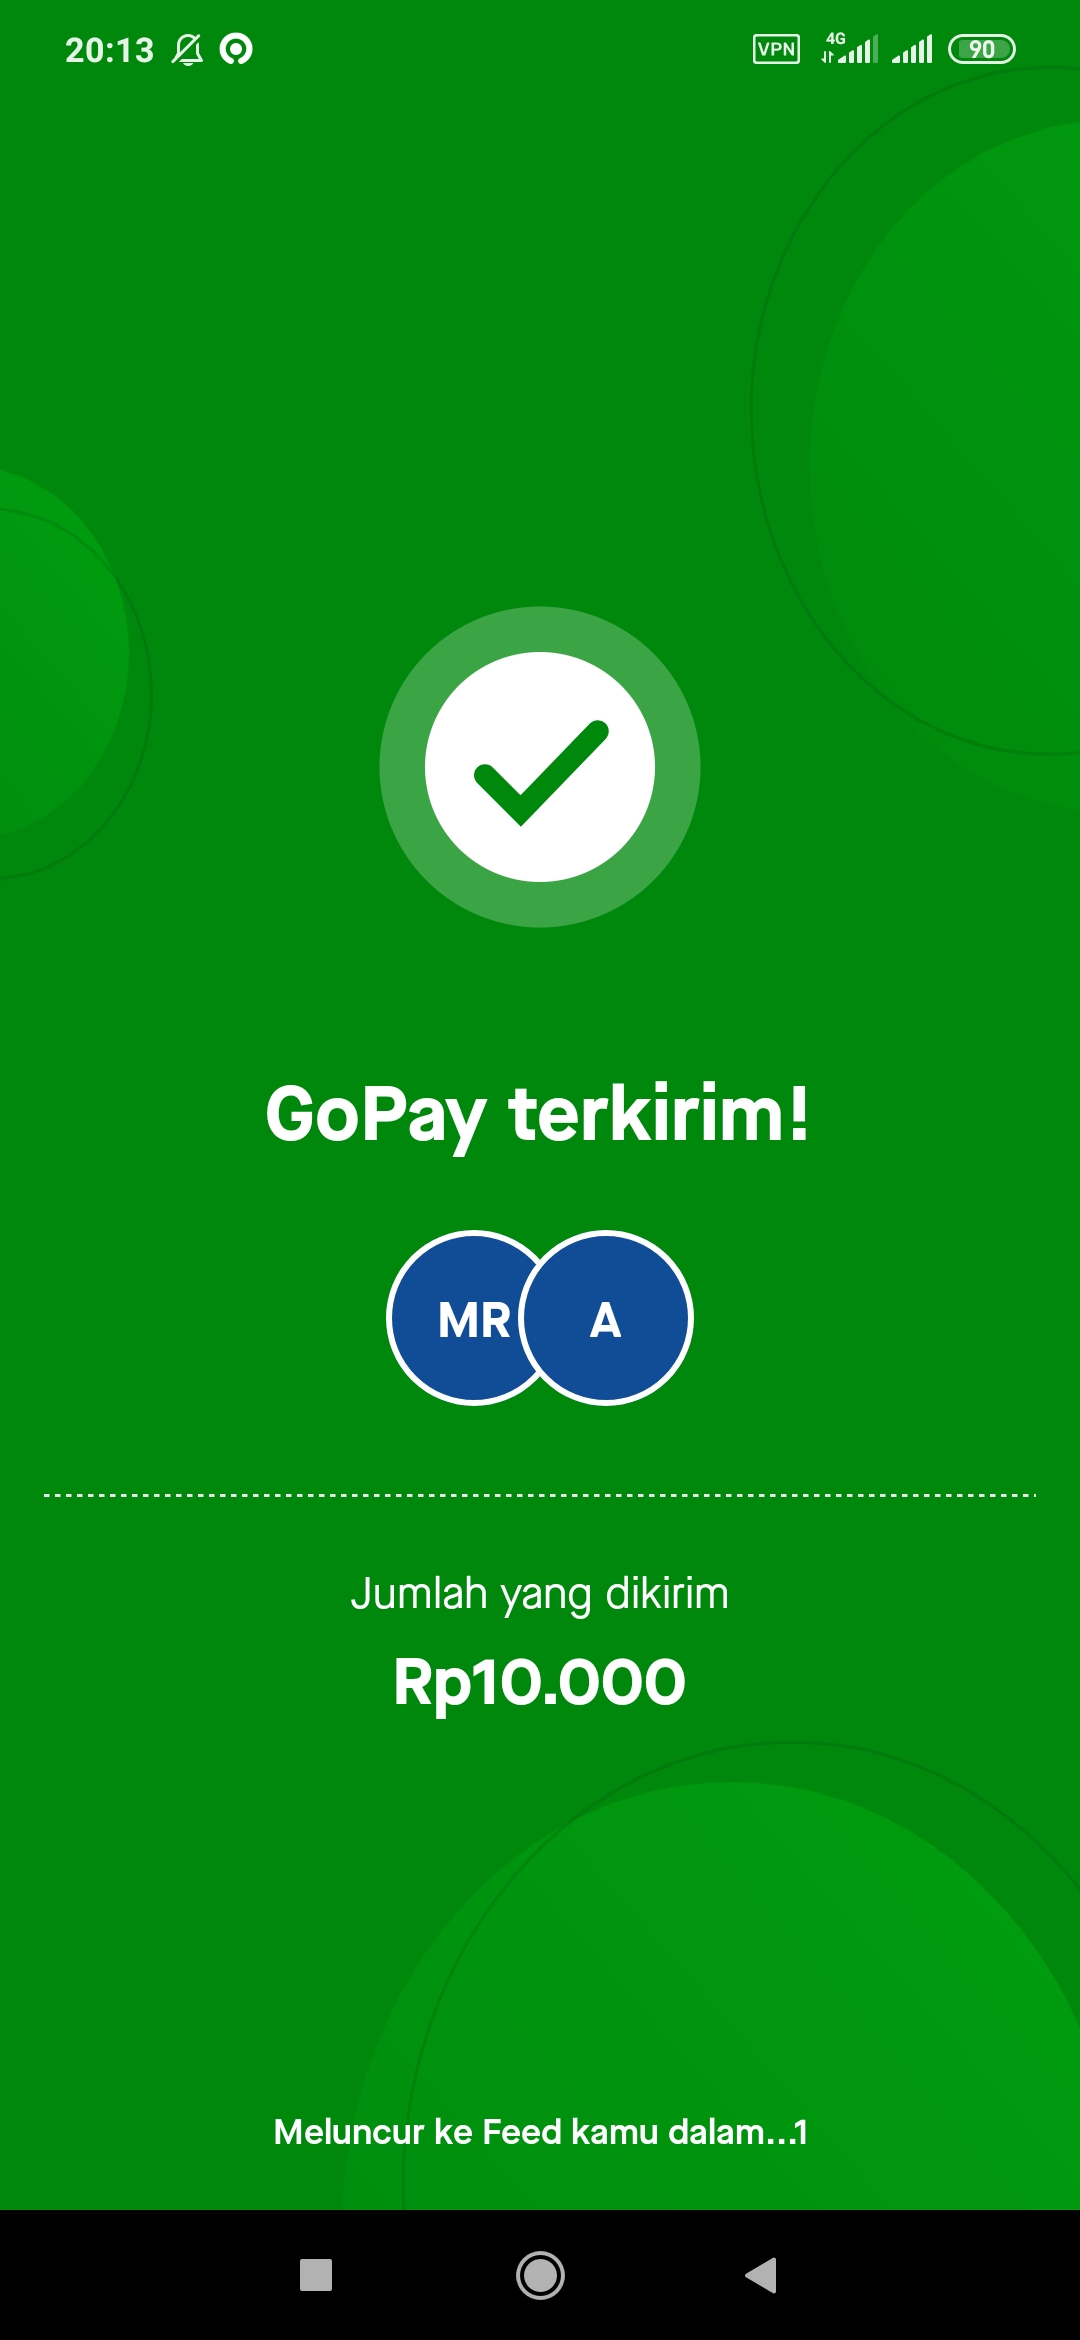 20:13
VPN 4G 90
GoPay terkirim!
MR A
Jumlah yang dikirim
Rp10.000
Meluncur ke Feed kamu dalam...1